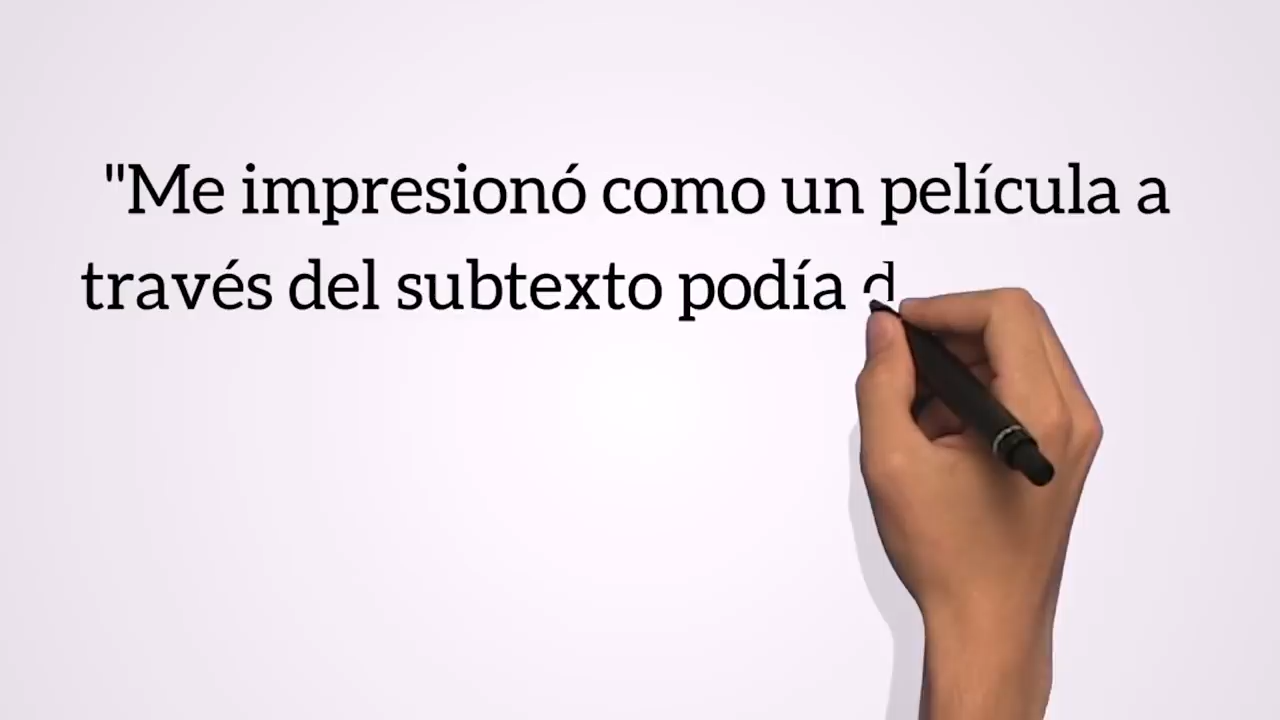 "Me impresionó como un película a
través del subtexto podía d